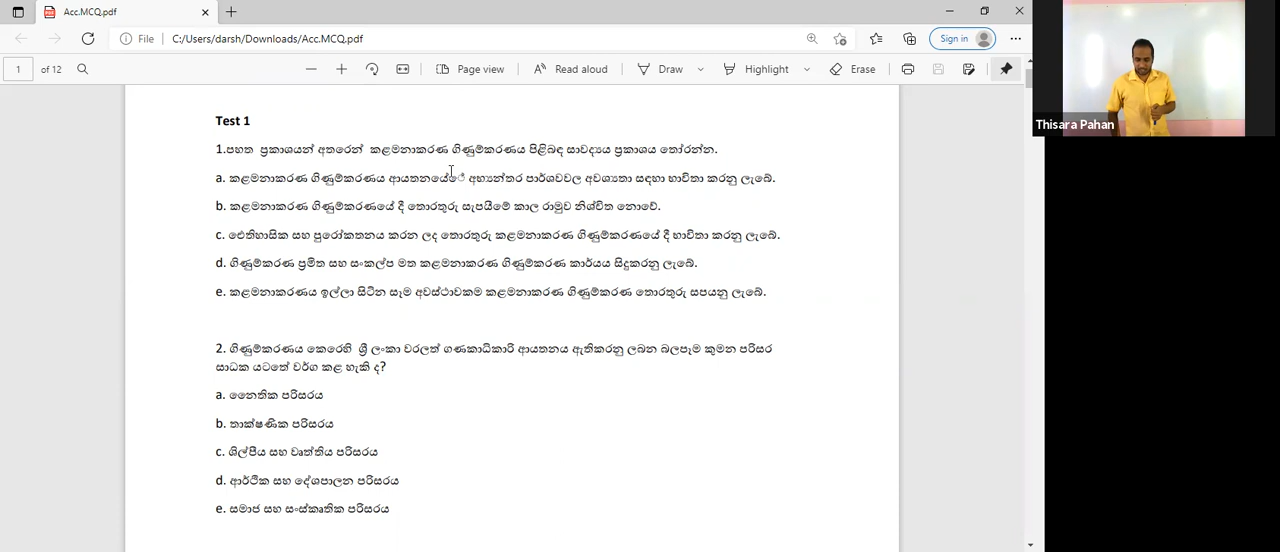 Acc.MCQ.pdf
File C:/Users/darsh/Downloads/Acc.MCQ.pdf Sign in
1 of 12 Page view Read aloud Draw Highlight Erase
Thisara Pahan
Test 1
1.පහත ප්‍රකාශයන් අතරෙන් කළමනාකරණ ගිණුම්කරණය පිළිබඳ සාවද්‍යය ප්‍රකාශය තෝරන්න.
a. කළමනාකරණ ගිණුම්කරණය ආයතනයේේ අභ්‍යන්තර පාර්ශවවල අවශ්‍යතා සඳහා භාවිතා කරනු ලැබේ.
b. කළමනාකරණ ගිණුම්කරණයේ දී තොරතුරු සැපයීමේ කාල රාමුව නිශ්චිත නොවේ.
c. ඓතිහාසික සහ පුරෝකතනය කරන ලද තොරතුරු කළමනාකරණ ගිණුම්කරණයේ දී භාවිතා කරනු ලැබේ.
d. ගිණුම්කරණ ප්‍රමිත සහ සංකල්ප මත කළමනාකරණ ගිණුම්කරණ කාර්යය සිදුකරනු ලැබේ.
e. කළමනාකරණය ඉල්ලා සිටින සෑම අවස්ථාවකම කළමනාකරණ ගිණුම්කරණ තොරතුරු සපයනු ලැබේ.
2. ගිණුම්කරණය කෙරෙහි ශ්‍රී ලංකා වරලත් ගණකාධිකාරි ආයතනය ඇතිකරනු ලබන බලපෑම කුමන පරිසර
සාධක යටතේ වර්ග කළ හැකි ද?
a. නෛතික පරිසරය
b. තාක්ෂණික පරිසරය
c. ශිල්පීය සහ වෘත්තිය පරිසරය
d. ආර්ථික සහ දේශපාලන පරිසරය
e. සමාජ සහ සංස්කෘතික පරිසරය